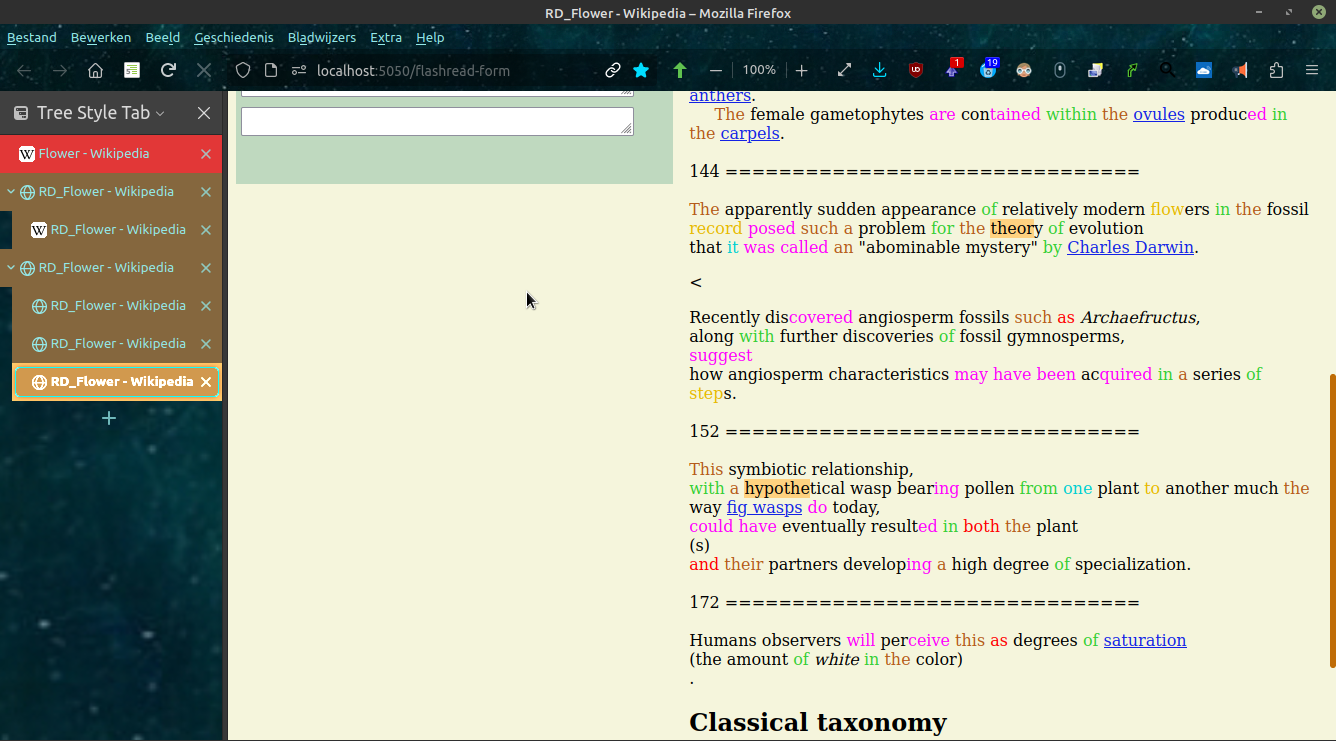 RD_Flower - Wikipedia – Mozilla Firefox
Bestand Bewerken Beeld Geschiedenis Bladwijzers Extra Help
localhost:5050/flashread-form 100% 1 19
Tree Style Tab
Flower - Wikipedia
RD_Flower - Wikipedia
RD_Flower - Wikipedia
RD_Flower - Wikipedia
RD_Flower - Wikipedia
RD_Flower - Wikipedia
RD_Flower - Wikipedia
anthers.
The female gametophytes are contained within the ovules produced in
the carpels.
144 ===============================
The apparently sudden appearance of relatively modern flowers in the fossil
record posed such a problem for the theory of evolution
that it was called an "abominable mystery" by Charles Darwin.
<
Recently discovered angiosperm fossils such as Archaefructus,
along with further discoveries of fossil gymnosperms,
suggest
how angiosperm characteristics may have been acquired in a series of
steps.
152 ===============================
This symbiotic relationship,
with a hypothetical wasp bearing pollen from one plant to another much the
way fig wasps do today,
could have eventually resulted in both the plant
(s)
and their partners developing a high degree of specialization.
172 ===============================
Humans observers will perceive this as degrees of saturation
(the amount of white in the color)
.
Classical taxonomy